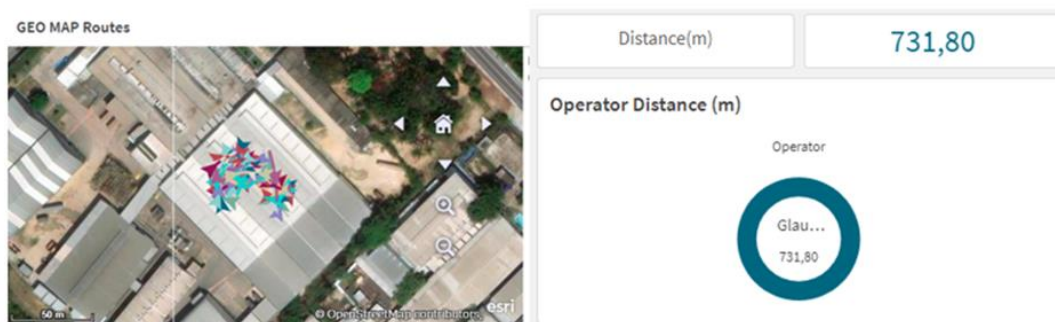 GEO MAP Routes
50 m
© OpenStreetMap contributors,
esri
Distance(m)
731,80
Operator Distance (m)
Operator
Glau...
731,80